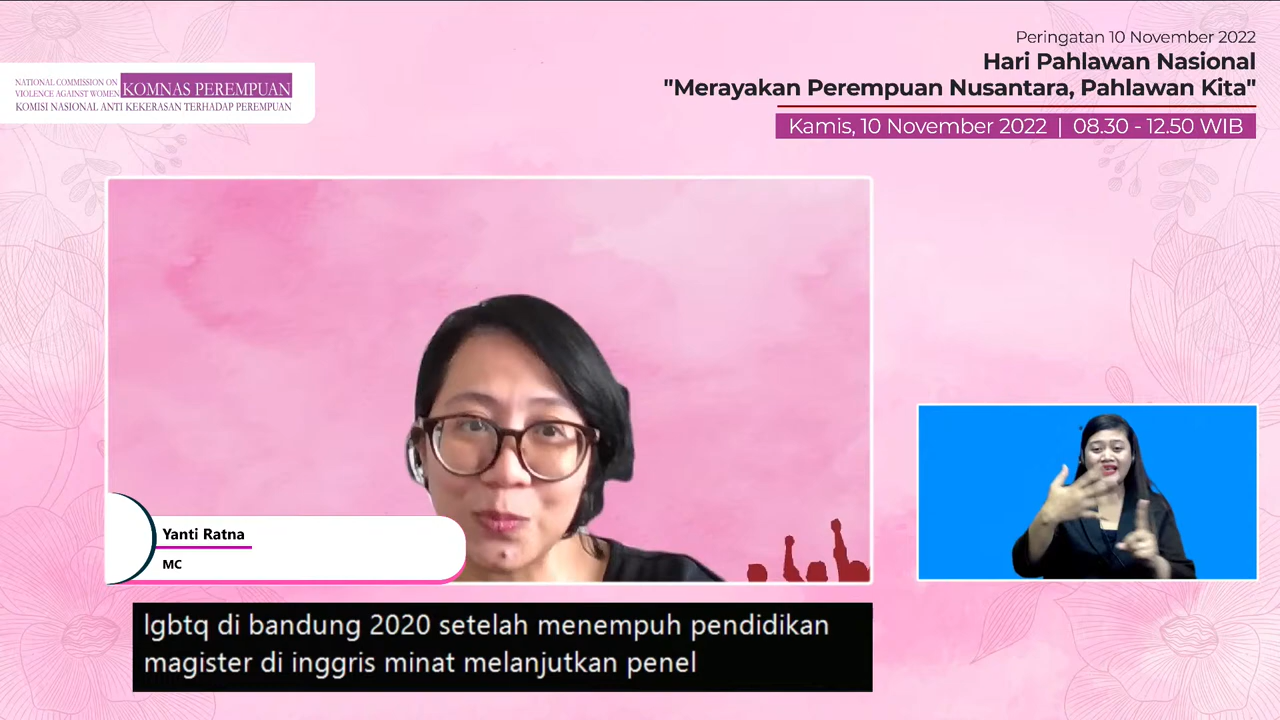 NATIONAL COMMISSION ON
VIOLENCE AGAINST WOMEN
KOMNAS PEREMPUAN
KOMISI NASIONAL ANTI KEKERASAN TERHADAP PEREMPUAN
Peringatan 10 November 2022
Hari Pahlawan Nasional
"Merayakan Perempuan Nusantara, Pahlawan Kita"
Kamis, 10 November 2022 | 08.30 - 12.50 WIB
Yanti Ratna
MC
lgbtq di bandung 2020 setelah menempuh pendidikan
magister di inggris minat melanjutkan penel